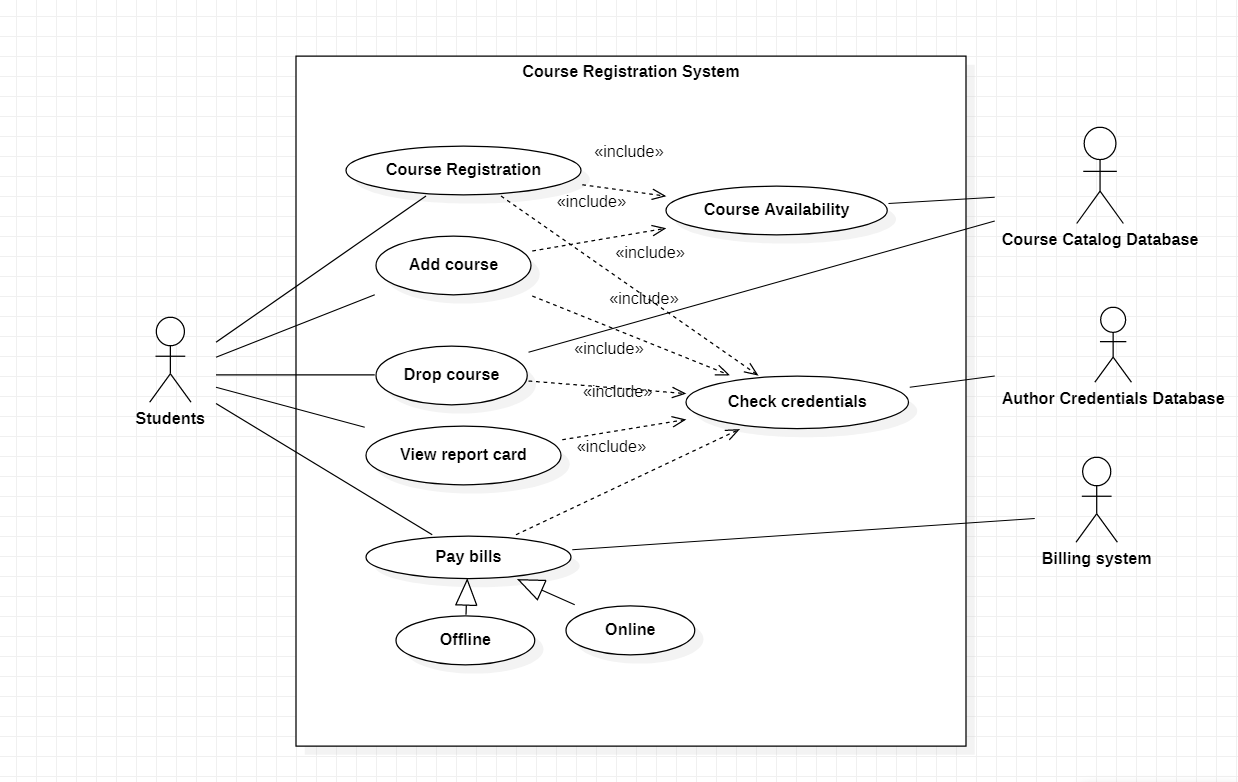 Course Registration System
«include»
Course Registration
«include»
Course Availability
Course Catalog Database
«include»
Add course
«include»
«include»
Drop course
«include»
Check credentials
Author Credentials Database
Students
«include»
View report card
Pay bills
Billing system
Online
Offline